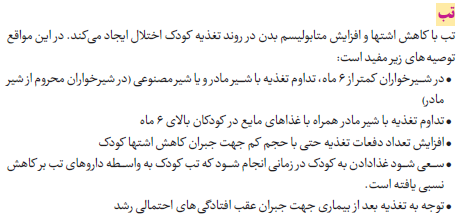 تب
تب با کاهش اشتها و افزایش متابولیسم بدن در روند تغذیه کودک اختلال ایجاد می‌کند. در این مواقع
توصیه های زیر مفید است:
• در شیرخواران کمتر از ۶ ماه، تداوم تغذیه با شیر مادر و یا شیر مصنوعی (در شیرخواران محروم از شیر
مادر)
• تداوم تغذیه با شیر مادر همراه با غذاهای مایع در کودکان بالای ۶ ماه
• افزایش تعداد دفعات تغذیه حتی با حجم کم جهت جبران کاهش اشتها کودک
• سعی شود غذادادن به کودک در زمانی انجام شود که تب کودک به واسطه داروهای تب بر کاهش
نسبی یافته است.
• توجه به تغذیه بعد از بیماری جهت جبران عقب افتادگی‌های احتمالی رشد